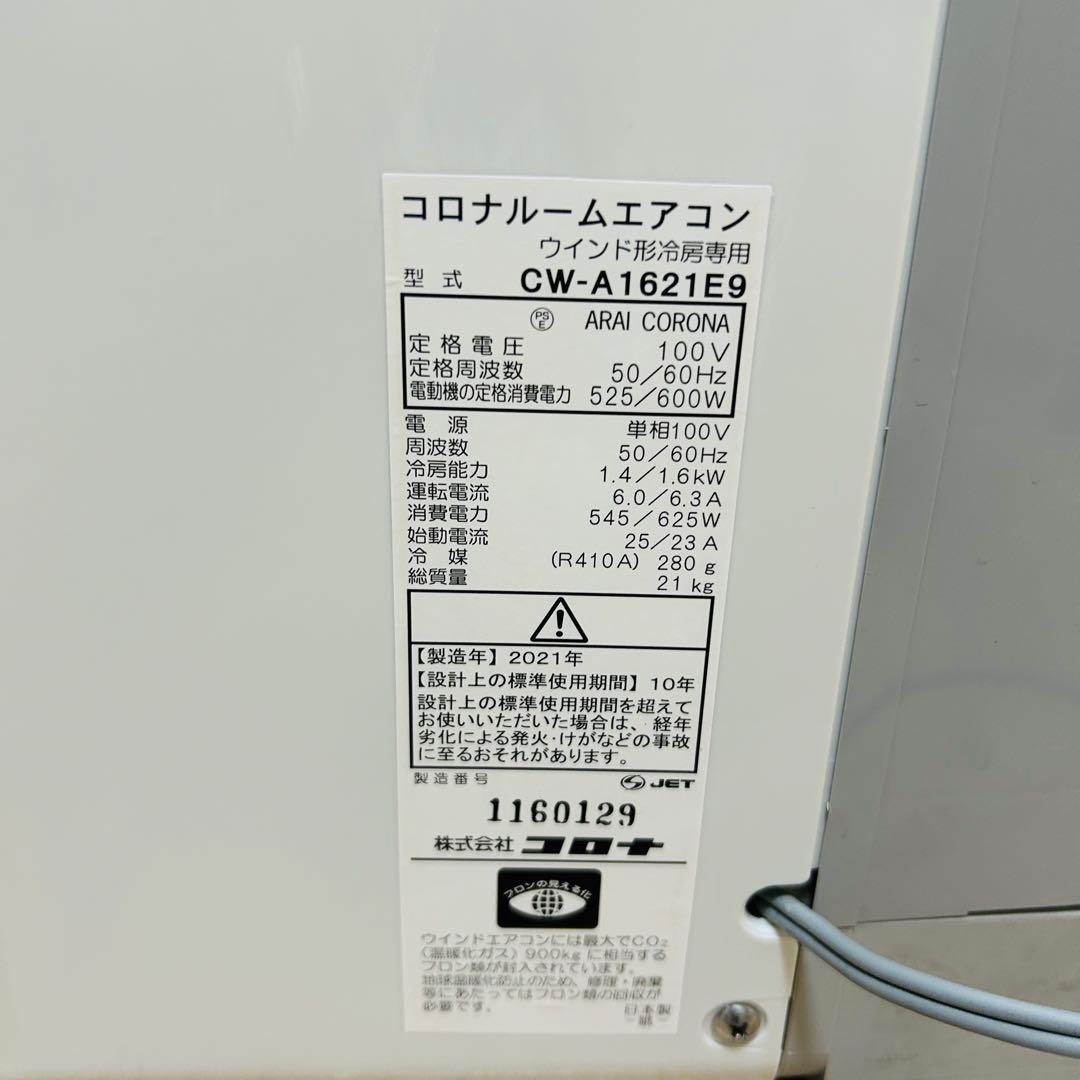 コロナルームエアコン
ウインド形冷房専用
型式 CW-A1621E9
PS E ARAI CORONA
定格電圧 100V
定格周波数 50/60Hz
電動機の定格消費電力 525/600W
電源 単相100V
周波数 50/60Hz
冷房能力 1.4/1.6kW
運転電流 6.0/6.3A
消費電力 545/625W
始動電流 25/23A
冷媒 (R410A) 280g
総質量 21kg
【製造年】2021年
【設計上の標準使用期間】10年
設計上の標準使用期間を超えて
お使いいただいた場合は、経年
劣化による発火・けがなどの事故
に至るおそれがあります。
製造番号 JET
1160129
株式会社 コロナ
フロンの見える化
ウインドエアコンには最大でCO₂
(温暖化ガス)900kgに相当する
フロン類が封入されています。
地球温暖化防止のため、修理・廃棄
等にあたってはフロン類の回収が
必要です。 日本製